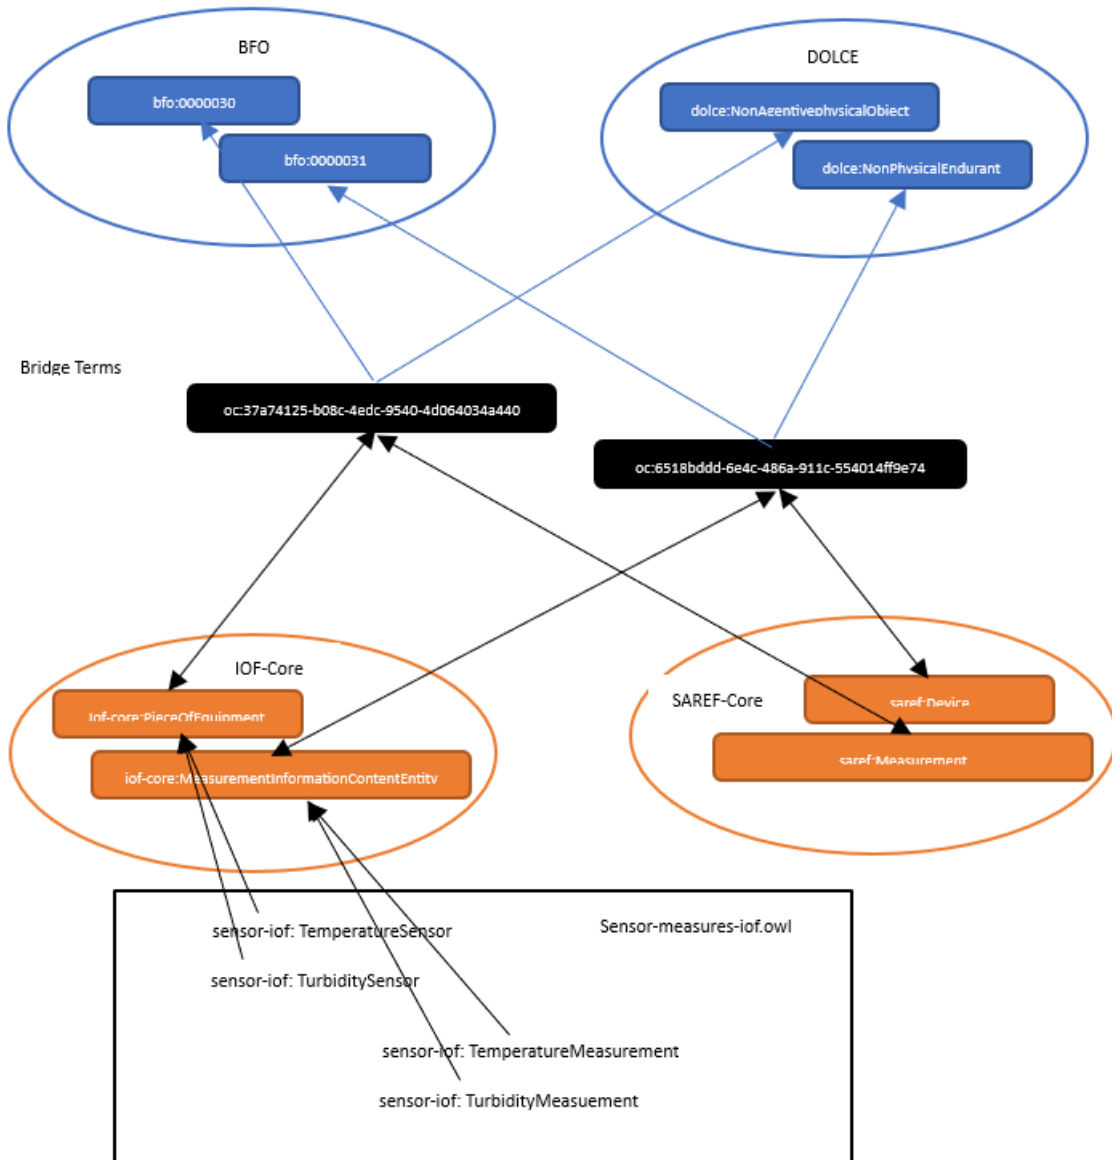 BFO
bfo:0000030
bfo:0000031
DOLCE
dolce:NonAgentivephysicalObject
dolce:NonPhysicalEndurant
Bridge Terms
oc:37a74125-b08c-4edc-9540-4d064034a440
oc:6518bddd-6e4c-486a-911c-554014ff9e74
IOF-Core
Iof-core:PieceOfEquipment
iof-core:MeasurementInformationContentEntity
SAREF-Core
saref:Device
saref:Measurement
Sensor-measures-iof.owl
sensor-iof: TemperatureSensor
sensor-iof: TurbiditySensor
sensor-iof: TemperatureMeasurement
sensor-iof: TurbidityMeasuement